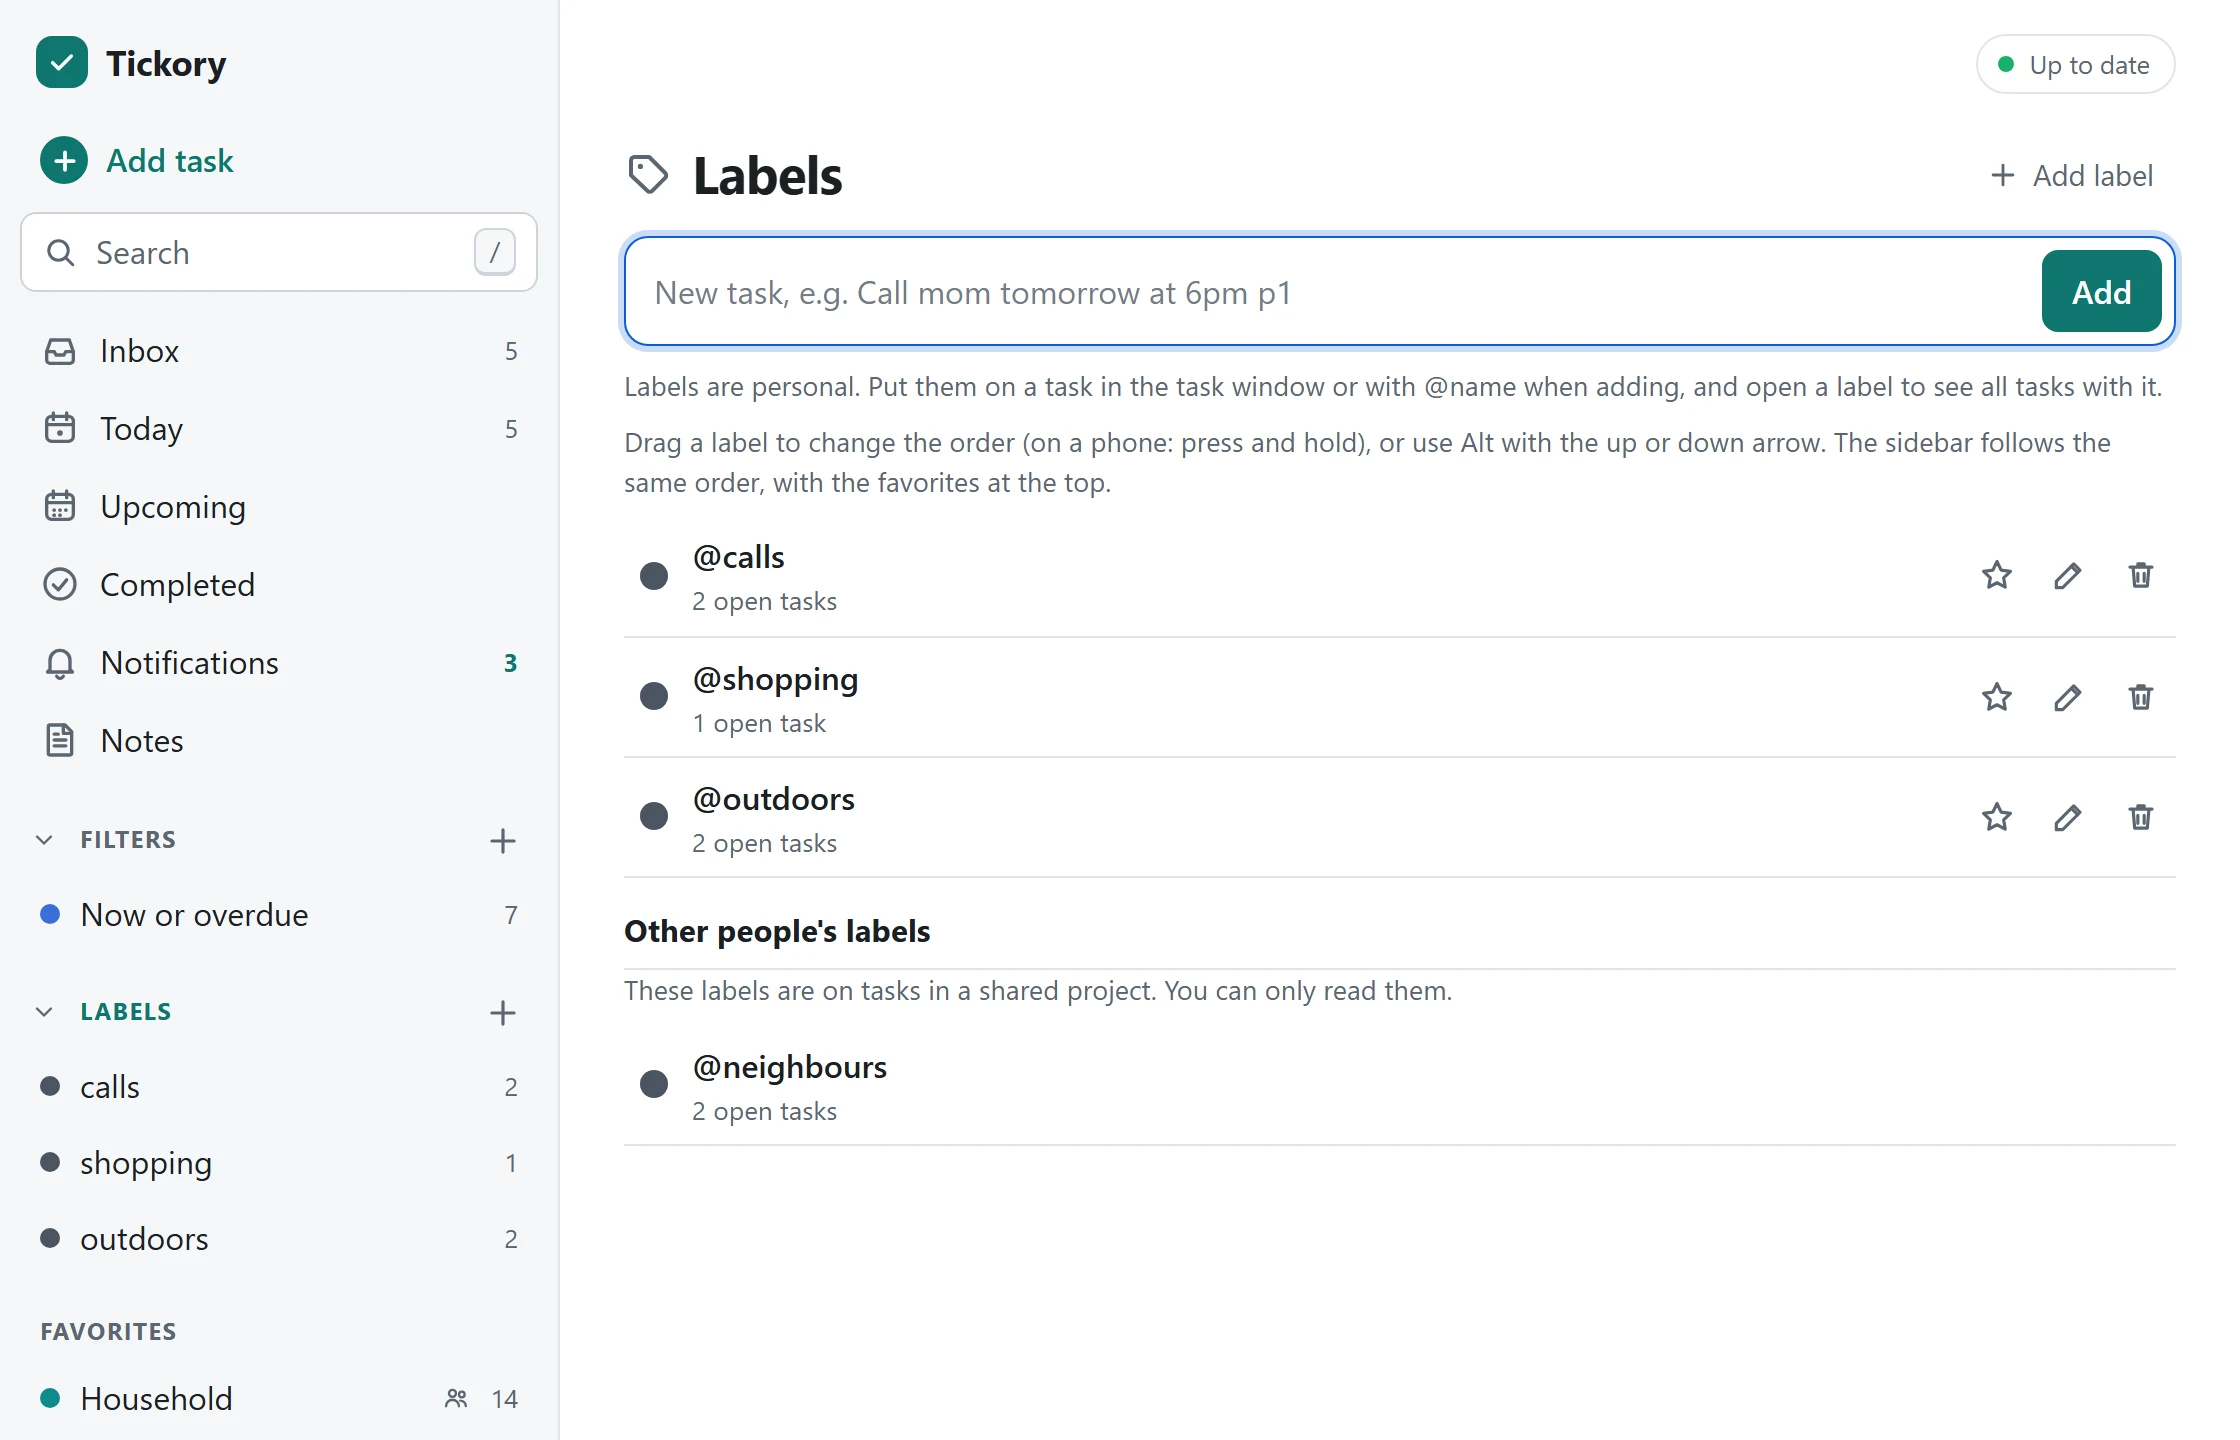 Tickory
Add task
Search /
Inbox 5
Today 5
Upcoming
Completed
Notifications 3
Notes
FILTERS
Now or overdue 7
LABELS
calls 2
shopping 1
outdoors 2
FAVORITES
Household 14
Up to date
Labels
Add label
New task, e.g. Call mom tomorrow at 6pm p1
Add
Labels are personal. Put them on a task in the task window or with @name when adding, and open a label to see all tasks with it.
Drag a label to change the order (on a phone: press and hold), or use Alt with the up or down arrow. The sidebar follows the
same order, with the favorites at the top.
@calls
2 open tasks
@shopping
1 open task
@outdoors
2 open tasks
Other people's labels
These labels are on tasks in a shared project. You can only read them.
@neighbours
2 open tasks